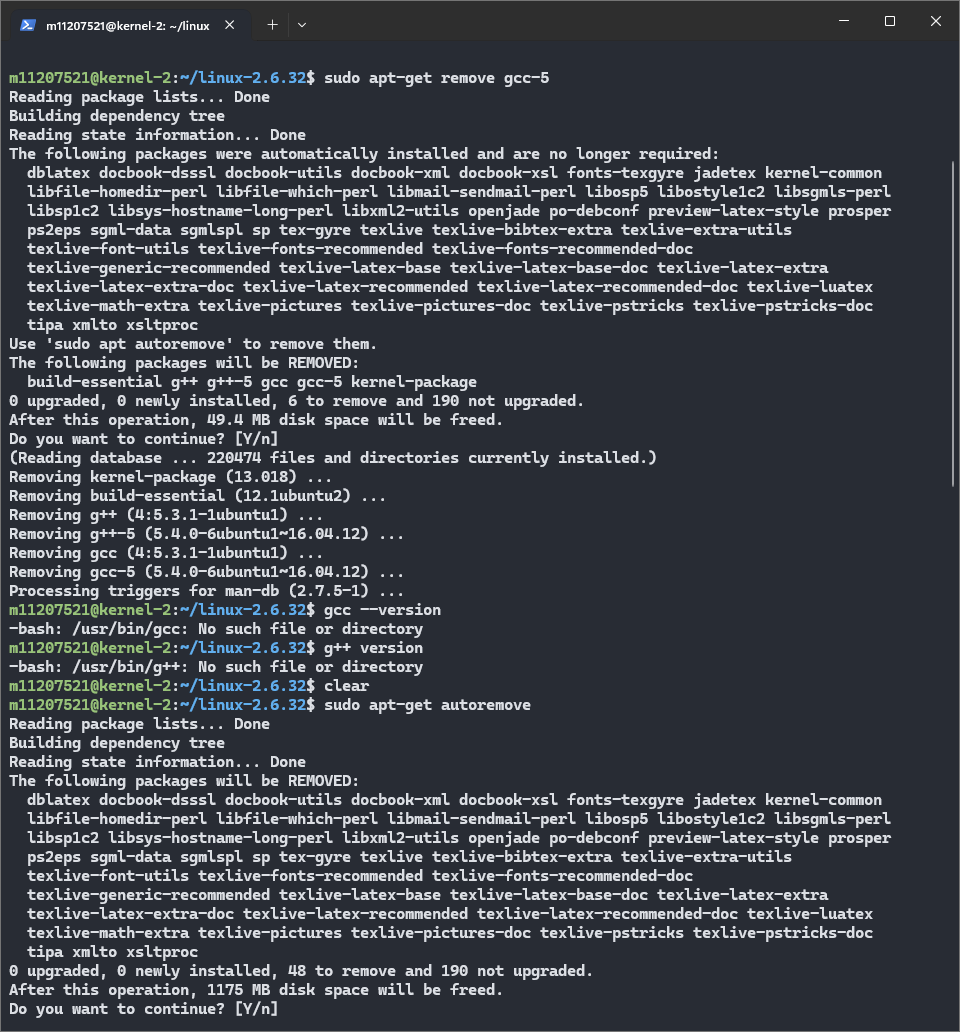 m11207521@kernel-2: ~/linux
m11207521@kernel-2:~/linux-2.6.32$ sudo apt-get remove gcc-5
Reading package lists... Done
Building dependency tree
Reading state information... Done
The following packages were automatically installed and are no longer required:
  dblatex docbook-dsssl docbook-utils docbook-xml docbook-xsl fonts-texgyre jadetex kernel-common
  libfile-homedir-perl libfile-which-perl libmail-sendmail-perl libosp5 libostyle1c2 libsgmls-perl
  libsp1c2 libsys-hostname-long-perl libxml2-utils openjade po-debconf preview-latex-style prosper
  ps2eps sgml-data sgmlspl sp tex-gyre texlive texlive-bibtex-extra texlive-extra-utils
  texlive-font-utils texlive-fonts-recommended texlive-fonts-recommended-doc
  texlive-generic-recommended texlive-latex-base texlive-latex-base-doc texlive-latex-extra
  texlive-latex-extra-doc texlive-latex-recommended texlive-latex-recommended-doc texlive-luatex
  texlive-math-extra texlive-pictures texlive-pictures-doc texlive-pstricks texlive-pstricks-doc
  tipa xmlto xsltproc
Use 'sudo apt autoremove' to remove them.
The following packages will be REMOVED:
  build-essential g++ g++-5 gcc gcc-5 kernel-package
0 upgraded, 0 newly installed, 6 to remove and 190 not upgraded.
After this operation, 49.4 MB disk space will be freed.
Do you want to continue? [Y/n]
(Reading database ... 220474 files and directories currently installed.)
Removing kernel-package (13.018) ...
Removing build-essential (12.1ubuntu2) ...
Removing g++ (4:5.3.1-1ubuntu1) ...
Removing g++-5 (5.4.0-6ubuntu1~16.04.12) ...
Removing gcc (4:5.3.1-1ubuntu1) ...
Removing gcc-5 (5.4.0-6ubuntu1~16.04.12) ...
Processing triggers for man-db (2.7.5-1) ...
m11207521@kernel-2:~/linux-2.6.32$ gcc --version
-bash: /usr/bin/gcc: No such file or directory
m11207521@kernel-2:~/linux-2.6.32$ g++ version
-bash: /usr/bin/g++: No such file or directory
m11207521@kernel-2:~/linux-2.6.32$ clear
m11207521@kernel-2:~/linux-2.6.32$ sudo apt-get autoremove
Reading package lists... Done
Building dependency tree
Reading state information... Done
The following packages will be REMOVED:
  dblatex docbook-dsssl docbook-utils docbook-xml docbook-xsl fonts-texgyre jadetex kernel-common
  libfile-homedir-perl libfile-which-perl libmail-sendmail-perl libosp5 libostyle1c2 libsgmls-perl
  libsp1c2 libsys-hostname-long-perl libxml2-utils openjade po-debconf preview-latex-style prosper
  ps2eps sgml-data sgmlspl sp tex-gyre texlive texlive-bibtex-extra texlive-extra-utils
  texlive-font-utils texlive-fonts-recommended texlive-fonts-recommended-doc
  texlive-generic-recommended texlive-latex-base texlive-latex-base-doc texlive-latex-extra
  texlive-latex-extra-doc texlive-latex-recommended texlive-latex-recommended-doc texlive-luatex
  texlive-math-extra texlive-pictures texlive-pictures-doc texlive-pstricks texlive-pstricks-doc
  tipa xmlto xsltproc
0 upgraded, 0 newly installed, 48 to remove and 190 not upgraded.
After this operation, 1175 MB disk space will be freed.
Do you want to continue? [Y/n]